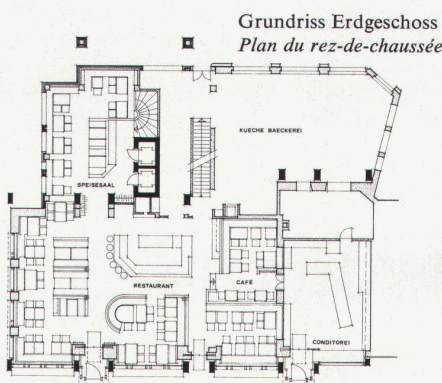 Grundriss Erdgeschoss
Plan du rez-de-chaussée
KUECHE BAECKEREI
SPEISESAAL
RESTAURANT
CAFÉ
CONDITOREI